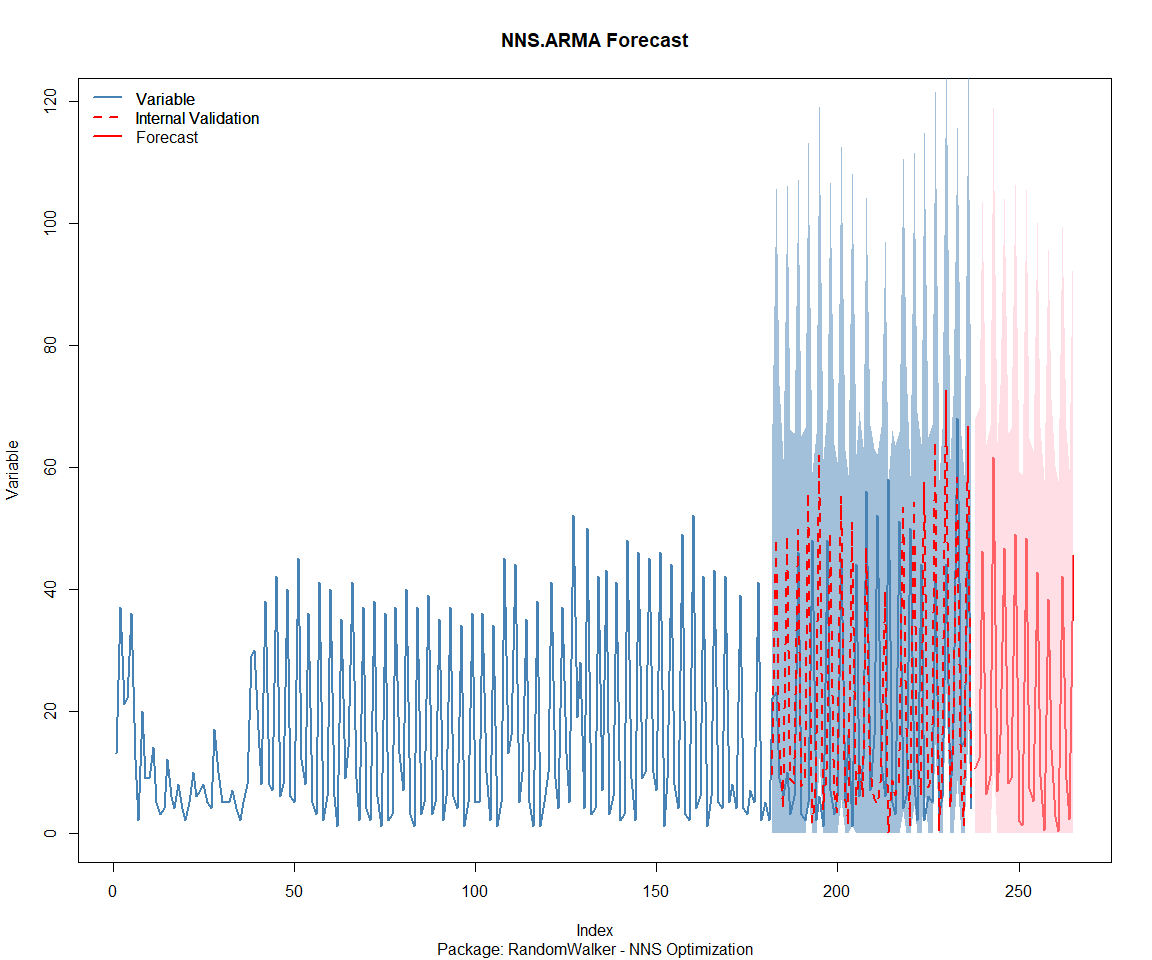 NNS.ARMA Forecast
Variable
Internal Validation
Forecast
120
100
80
60
40
20
0
Variable
0
50
100
150
200
250
Index
Package: RandomWalker - NNS Optimization